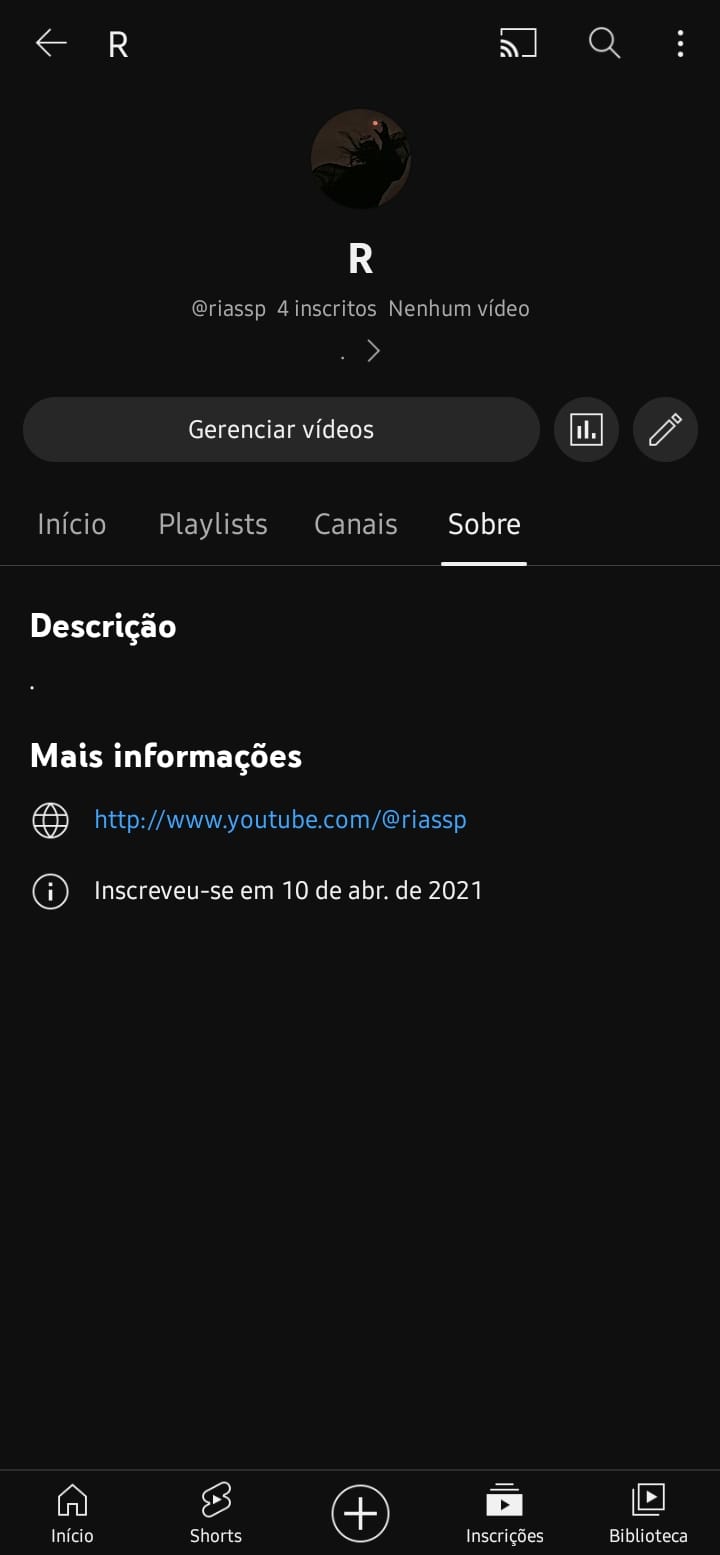 R
R
@riassp 4 inscritos Nenhum vídeo
.
Gerenciar vídeos
Início Playlists Canais Sobre
Descrição
.
Mais informações
http://www.youtube.com/@riassp
Inscreveu-se em 10 de abr. de 2021
Início Shorts Inscrições Biblioteca